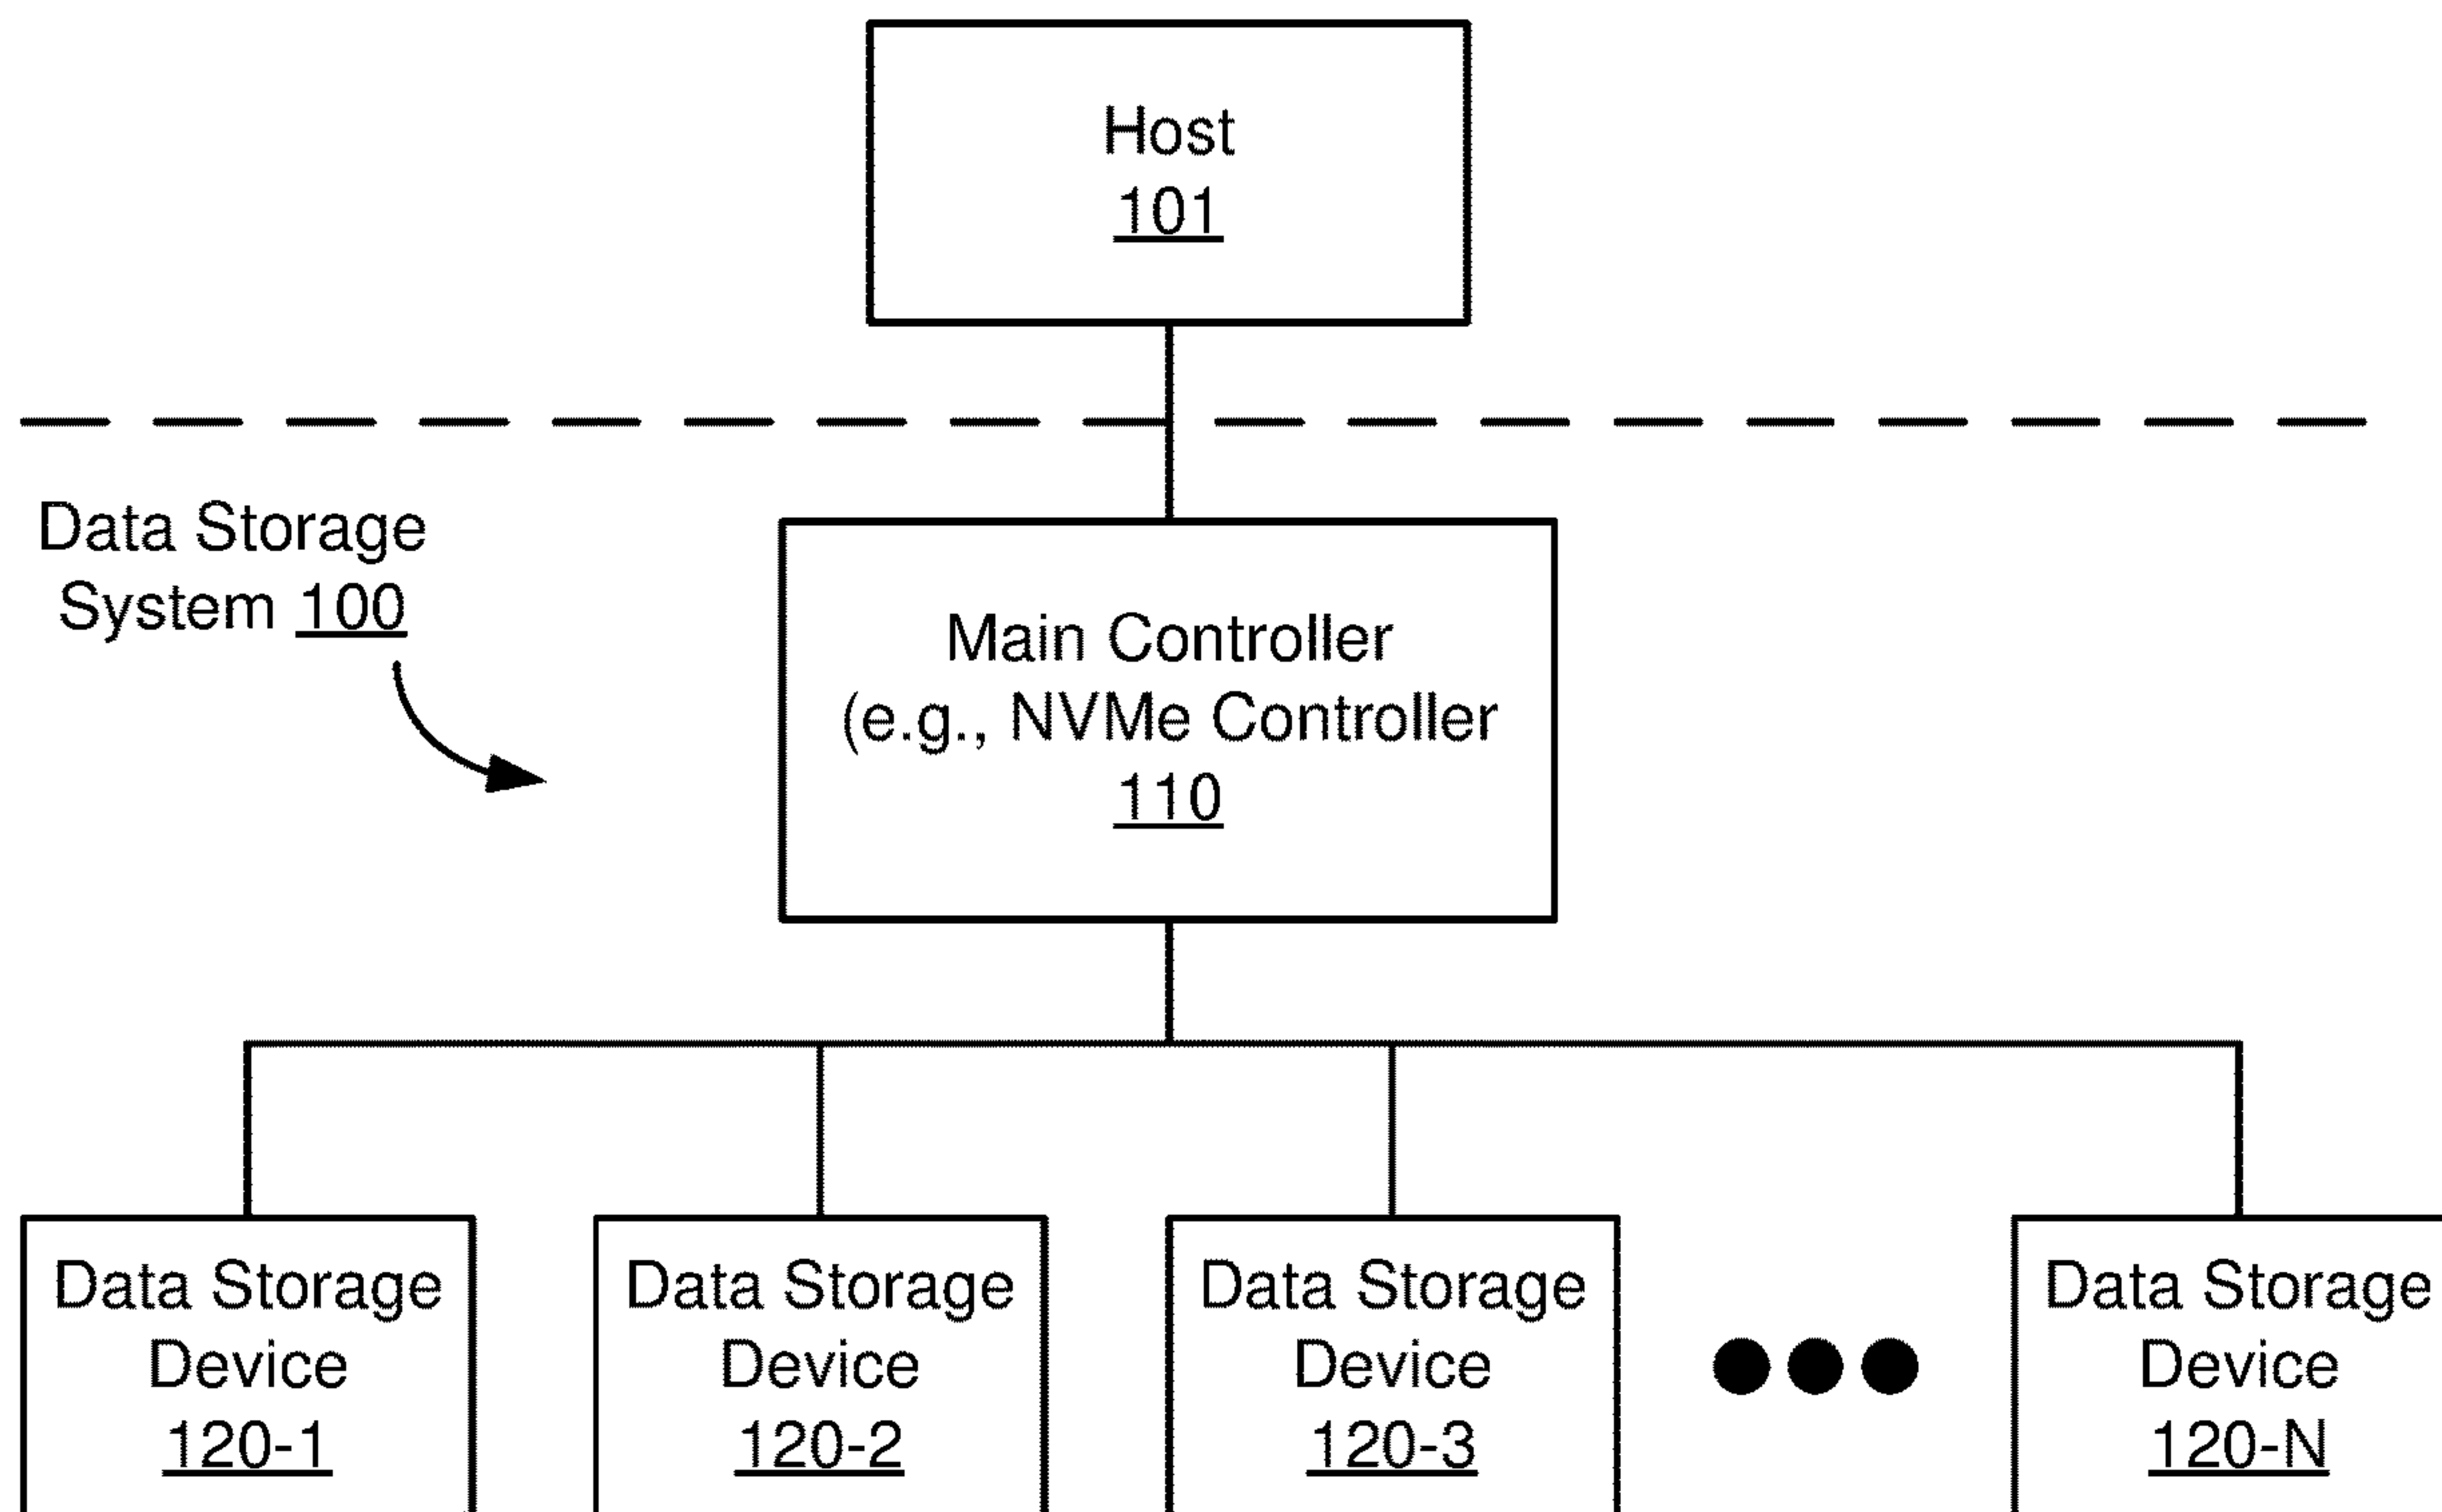 Host
101
Data Storage
System 100
Main Controller
(e.g., NVMe Controller
110
Data Storage
Device
120-1
Data Storage
Device
120-2
Data Storage
Device
120-3
Data Storage
Device
120-N